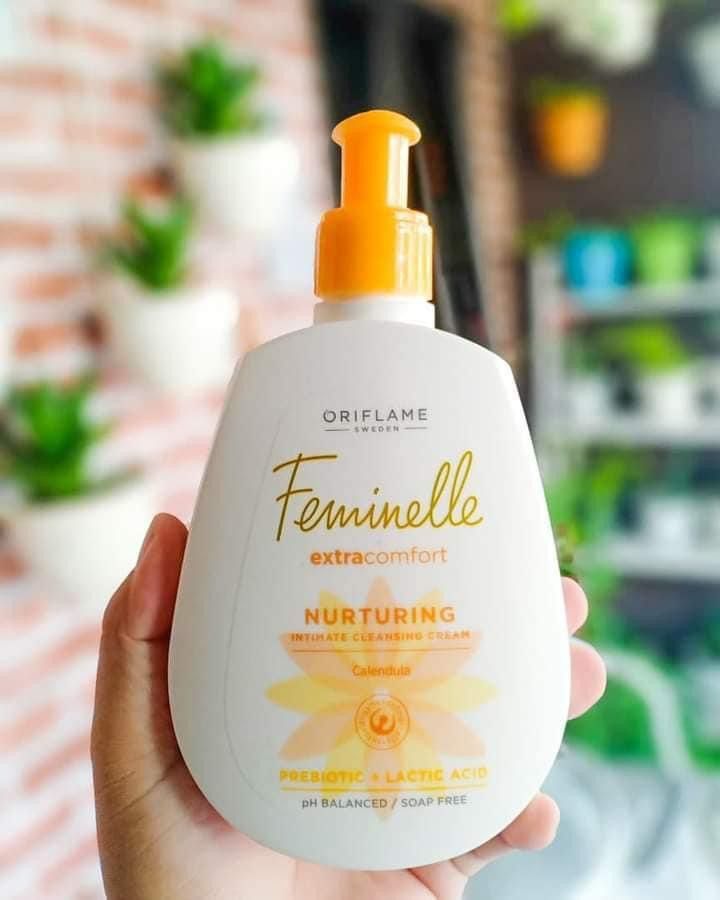 ORIFLAME
SWEDEN
Feminelle
extracomfort
NURTURING
INTIMATE CLEANSING CREAM
Calendula
PREBIOTIC + LACTIC ACID
pH BALANCED / SOAP FREE